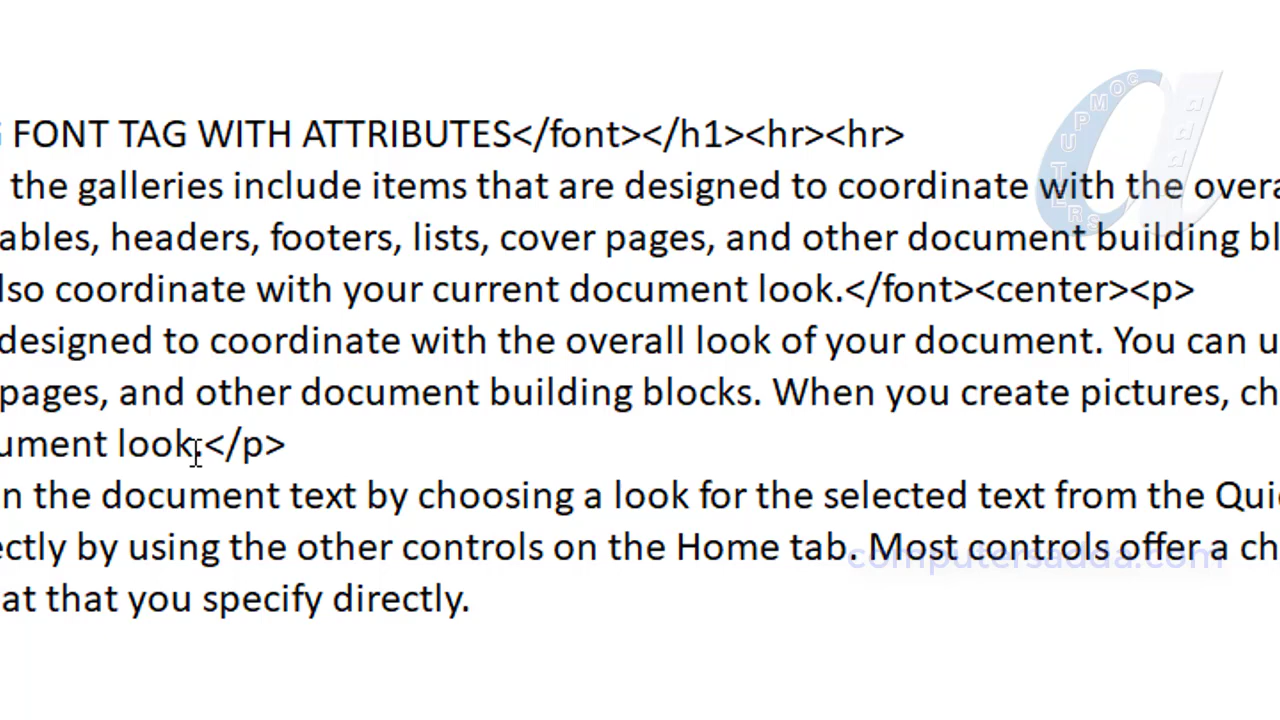 FONT TAG WITH ATTRIBUTES</font></h1><hr><hr>
the galleries include items that are designed to coordinate with the overa
ables, headers, footers, lists, cover pages, and other document building bl
lso coordinate with your current document look.</font><center><p>
designed to coordinate with the overall look of your document. You can u
pages, and other document building blocks. When you create pictures, ch
ument look.</p>
n the document text by choosing a look for the selected text from the Quic
ectly by using the other controls on the Home tab. Most controls offer a ch
at that you specify directly.
COMPUTERS
adda
computersadda.com